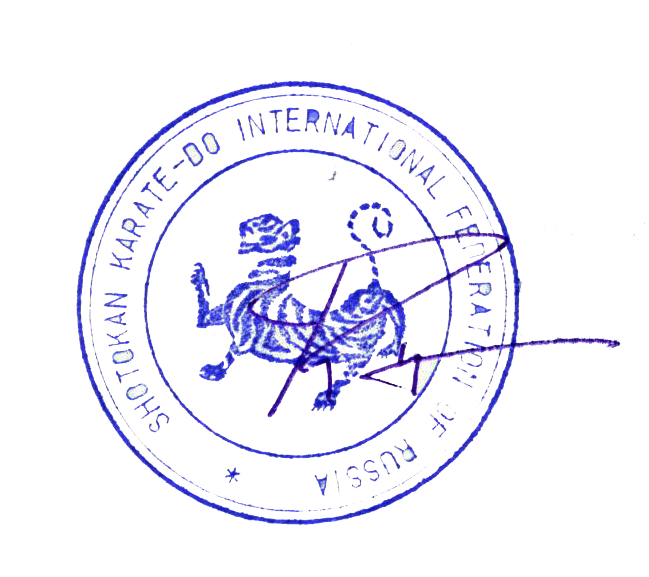 SHOTOKAN KARATE-DO INTERNATIONAL FEDERATION OF RUSSIA *